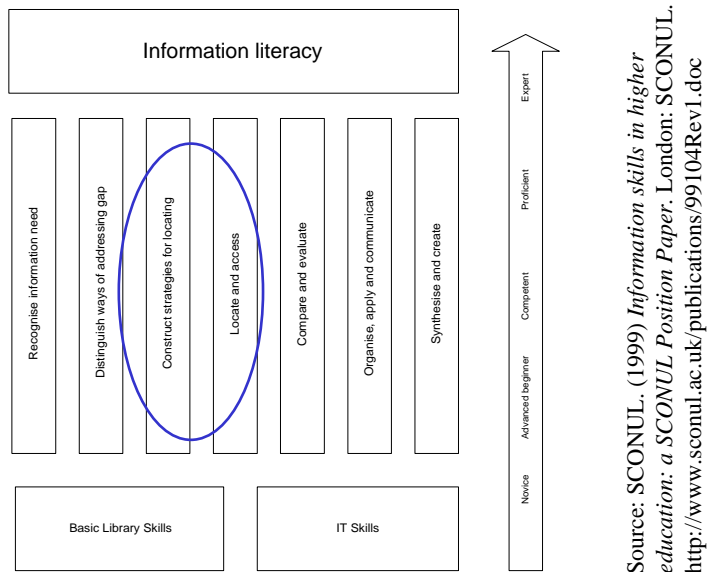 Information literacy
Recognise information need
Distinguish ways of addressing gap
Construct strategies for locating
Locate and access
Compare and evaluate
Organise, apply and communicate
Synthesise and create
Basic Library Skills
IT Skills
Expert
Proficient
Competent
Advanced beginner
Novice
Source: SCONUL. (1999) Information skills in higher
education: a SCONUL Position Paper. London: SCONUL.
http://www.sconul.ac.uk/publications/99104Rev1.doc